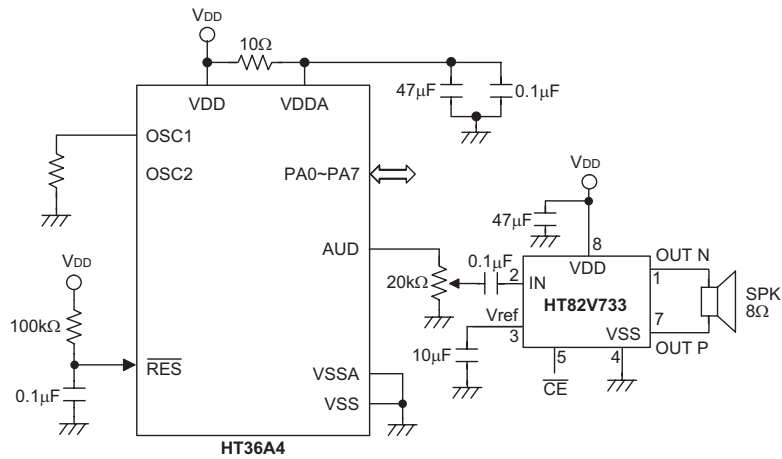 VDD
10Ω
VDD
VDDA
47μF
0.1μF
OSC1
OSC2
PA0~PA7
VDD
47μF
8
OUT N
AUD
0.1μF
2
IN
VDD
1
20kΩ
HT82V733
SPK
8Ω
VDD
Vref
3
VSS
7
OUT P
100kΩ
10μF
5
4
RES
CE
0.1μF
VSSA
VSS
HT36A4